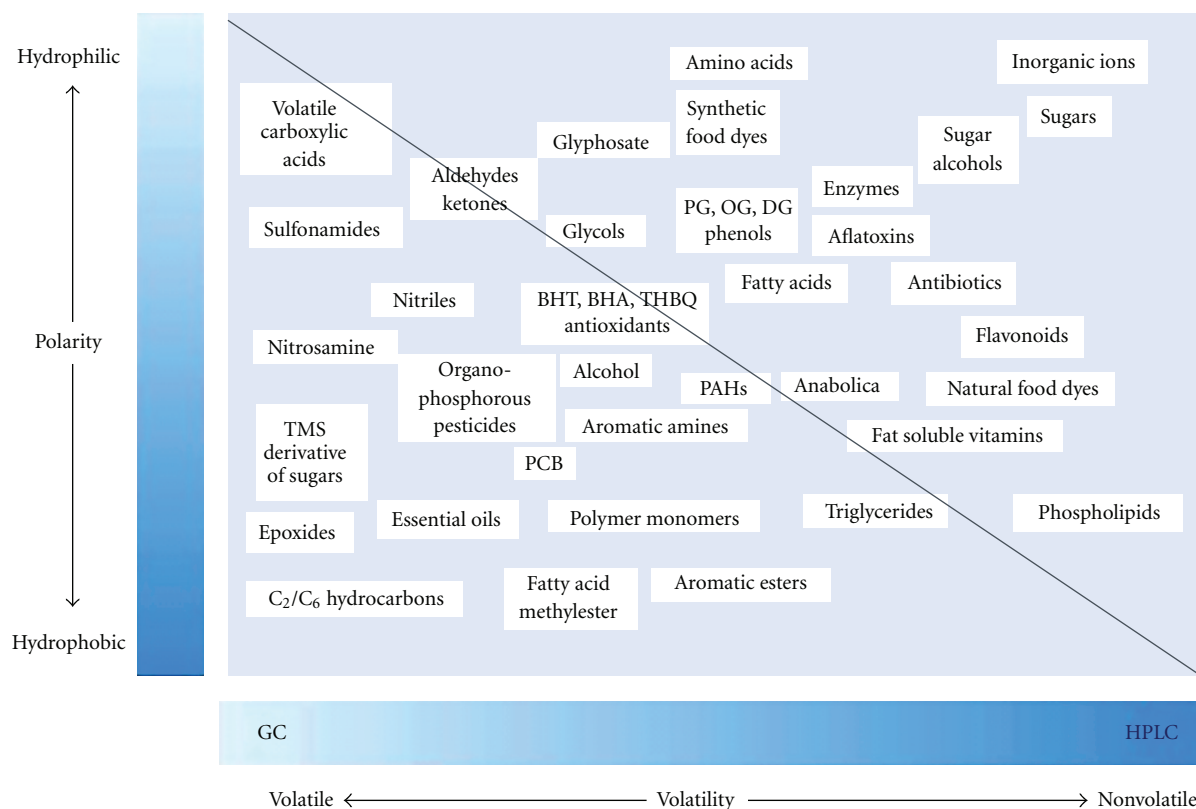 Hydrophilic
Polarity
Hydrophobic
Amino acids
Inorganic ions
Volatile
carboxylic
acids
Synthetic
food dyes
Sugars
Glyphosate
Sugar
alcohols
Aldehydes
ketones
Enzymes
PG, OG, DG
phenols
Sulfonamides
Glycols
Aflatoxins
Fatty acids
Antibiotics
Nitriles
BHT, BHA, THBQ
antioxidants
Flavonoids
Nitrosamine
Organo-
phosphorous
pesticides
Alcohol
PAHs
Anabolica
Natural food dyes
TMS
derivative
of sugars
Aromatic amines
Fat soluble vitamins
PCB
Epoxides
Essential oils
Polymer monomers
Triglycerides
Phospholipids
C₂/C₆ hydrocarbons
Fatty acid
methylester
Aromatic esters
GC
HPLC
Volatile
Volatility
Nonvolatile